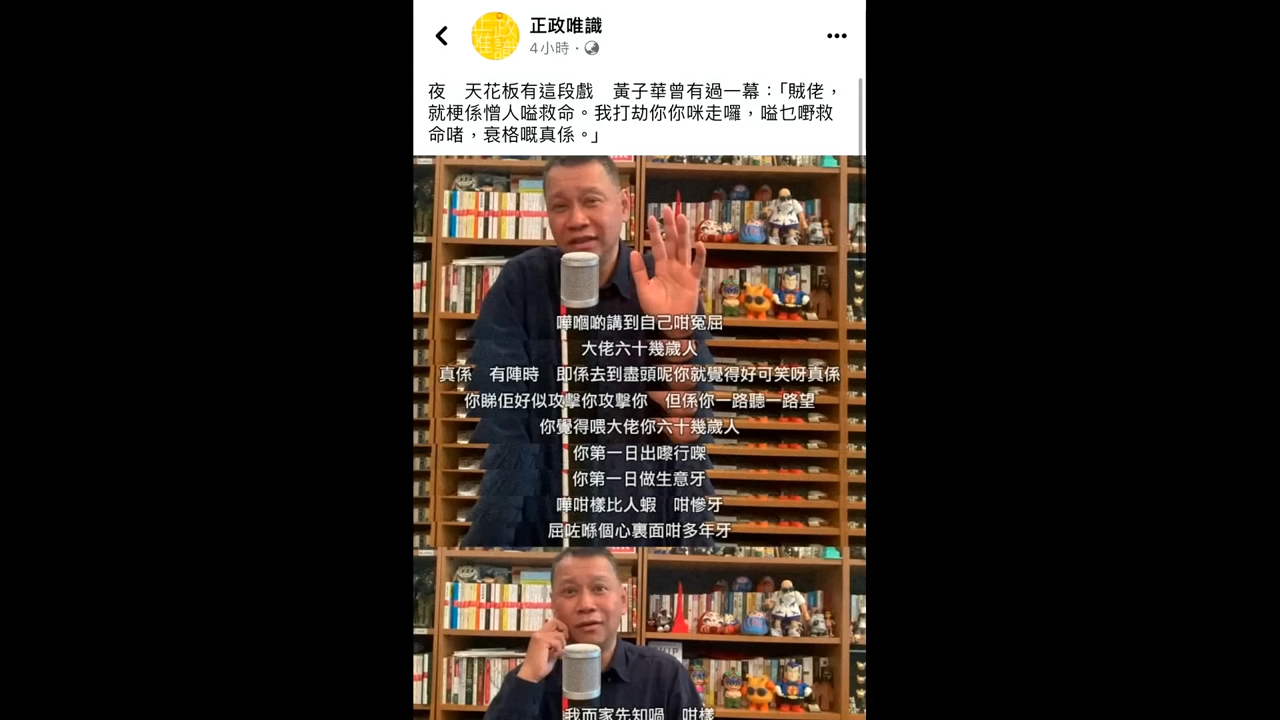 正政唯識
4小時
夜　天花板有這段戲　黃子華曾有過一幕：「賊佬，
就梗係憎人嗌救命。我打劫你你咪走囉，嗌乜嘢救
命啫，衰格嘅真係。」
嘩嗰啲講到自己咁冤屈
大佬六十幾歲人
真係　有陣時　即係去到盡頭呢你就覺得好可笑呀真係
你睇佢好似攻擊你攻擊你　但係你一路聽一路望
你覺得喂大佬你六十幾歲人
你第一日出嚟行㗎
你第一日做生意牙
嘩咁樣比人蝦　咁慘牙
屈咗喺個心裏面咁多年牙
我而家先知喎　咁樣